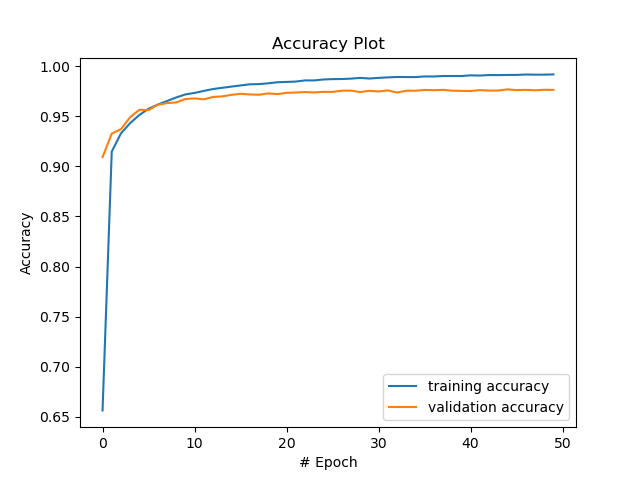 Accuracy Plot
1.00
0.95
0.90
0.85
0.80
0.75
0.70
0.65
Accuracy
training accuracy
validation accuracy
0 10 20 30 40 50
# Epoch